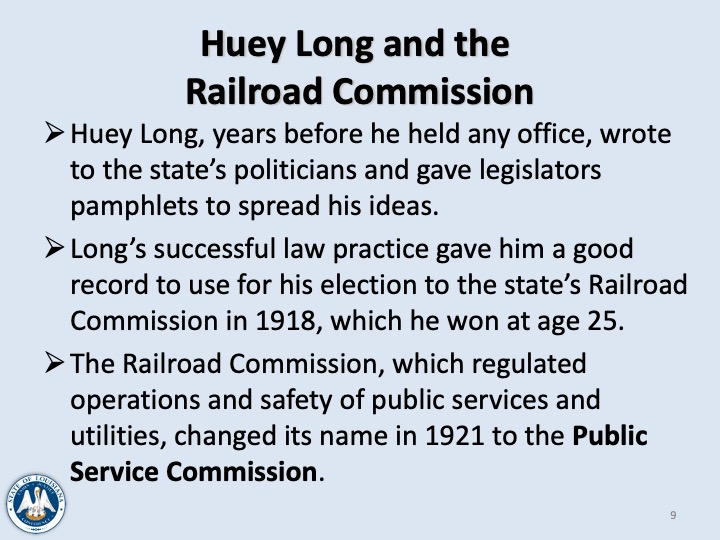 Huey Long and the
Railroad Commission
➢ Huey Long, years before he held any office, wrote
to the state’s politicians and gave legislators
pamphlets to spread his ideas.
➢ Long’s successful law practice gave him a good
record to use for his election to the state’s Railroad
Commission in 1918, which he won at age 25.
➢ The Railroad Commission, which regulated
operations and safety of public services and
utilities, changed its name in 1921 to the Public
Service Commission.
STATE OF LOUISIANA
CONFIDENCE
9